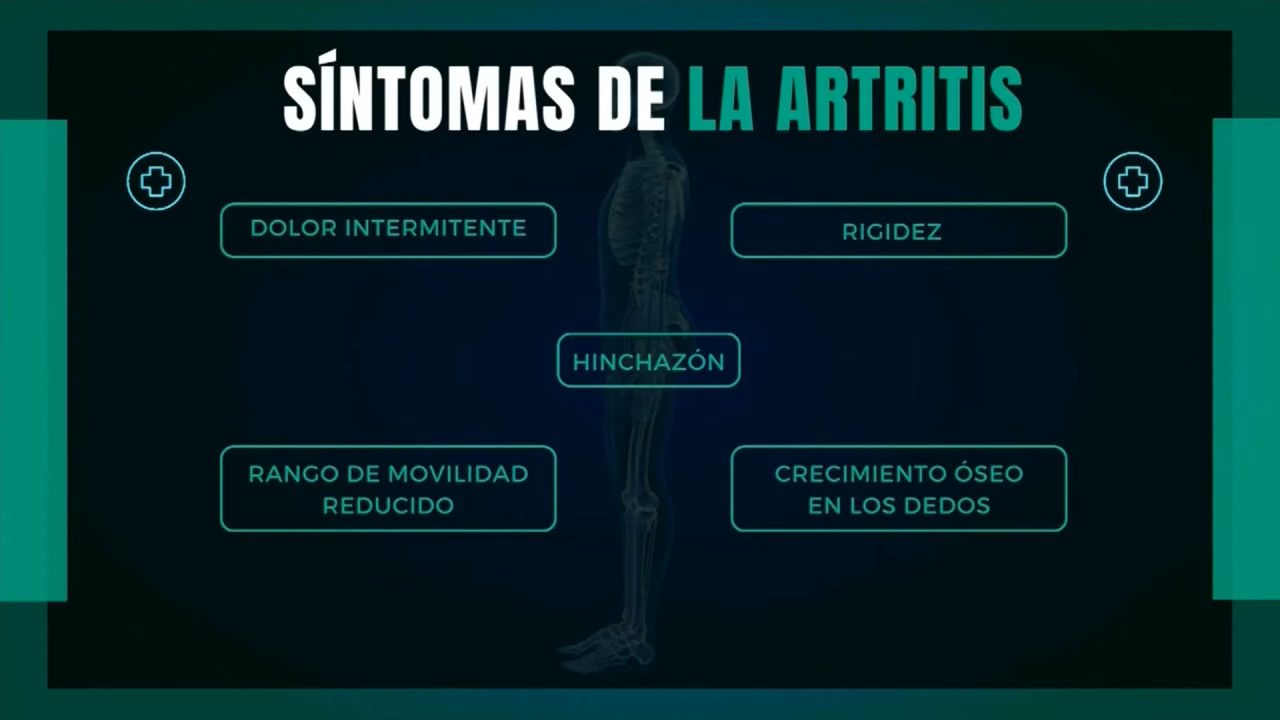 SÍNTOMAS DE LA ARTRITIS
DOLOR INTERMITENTE
RIGIDEZ
HINCHAZÓN
RANGO DE MOVILIDAD
REDUCIDO
CRECIMIENTO ÓSEO
EN LOS DEDOS